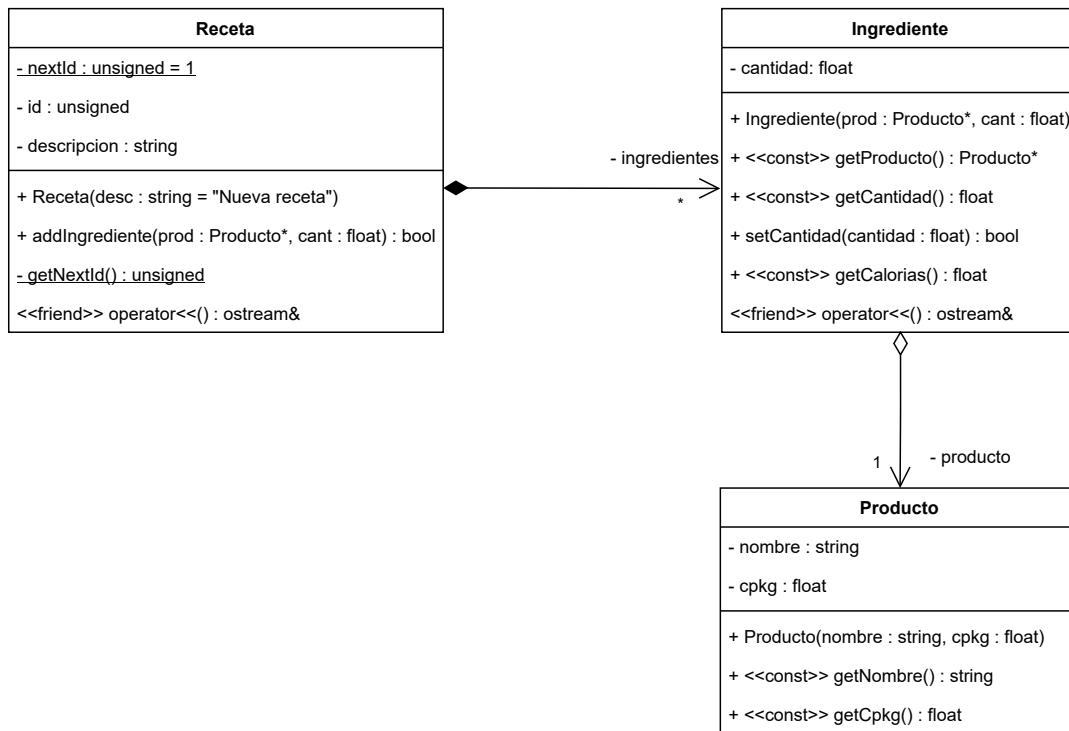 Receta
- nextId : unsigned = 1
- id : unsigned
- descripcion : string
+ Receta(desc : string = "Nueva receta")
+ addIngrediente(prod : Producto*, cant : float) : bool
- getNextId() : unsigned
<<friend>> operator<<() : ostream&
- ingredientes
*
Ingrediente
- cantidad: float
+ Ingrediente(prod : Producto*, cant : float)
+ <<const>> getProducto() : Producto*
+ <<const>> getCantidad() : float
+ setCantidad(cantidad : float) : bool
+ <<const>> getCalorias() : float
<<friend>> operator<<() : ostream&
1
- producto
Producto
- nombre : string
- cpkg : float
+ Producto(nombre : string, cpkg : float)
+ <<const>> getNombre() : string
+ <<const>> getCpkg() : float